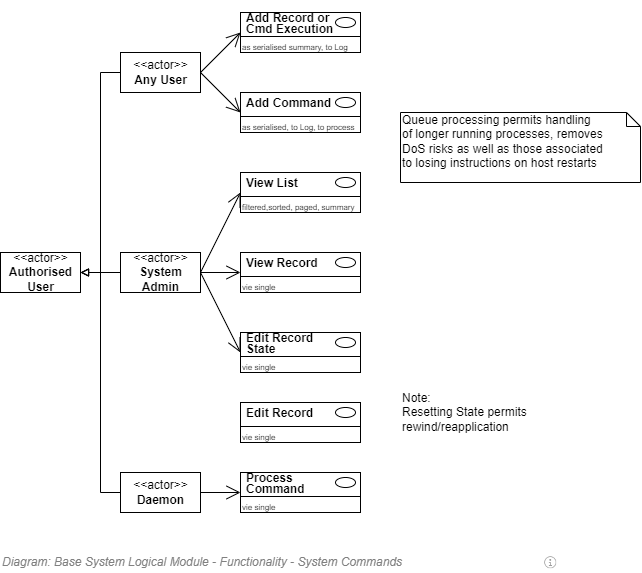 Add Record or
Cmd Execution
as serialised summary, to Log
<<actor>>
Any User
Add Command
as serialised, to Log, to process
Queue processing permits handling
of longer running processes, removes
DoS risks as well as those associated
to losing instructions on host restarts
View List
filtered,sorted, paged, summary
<<actor>>
Authorised
User
<<actor>>
System
Admin
View Record
vie single
Edit Record
State
vie single
Edit Record
vie single
Note:
Resetting State permits
rewind/reapplication
<<actor>>
Daemon
Process
Command
vie single
Diagram: Base System Logical Module - Functionality - System Commands